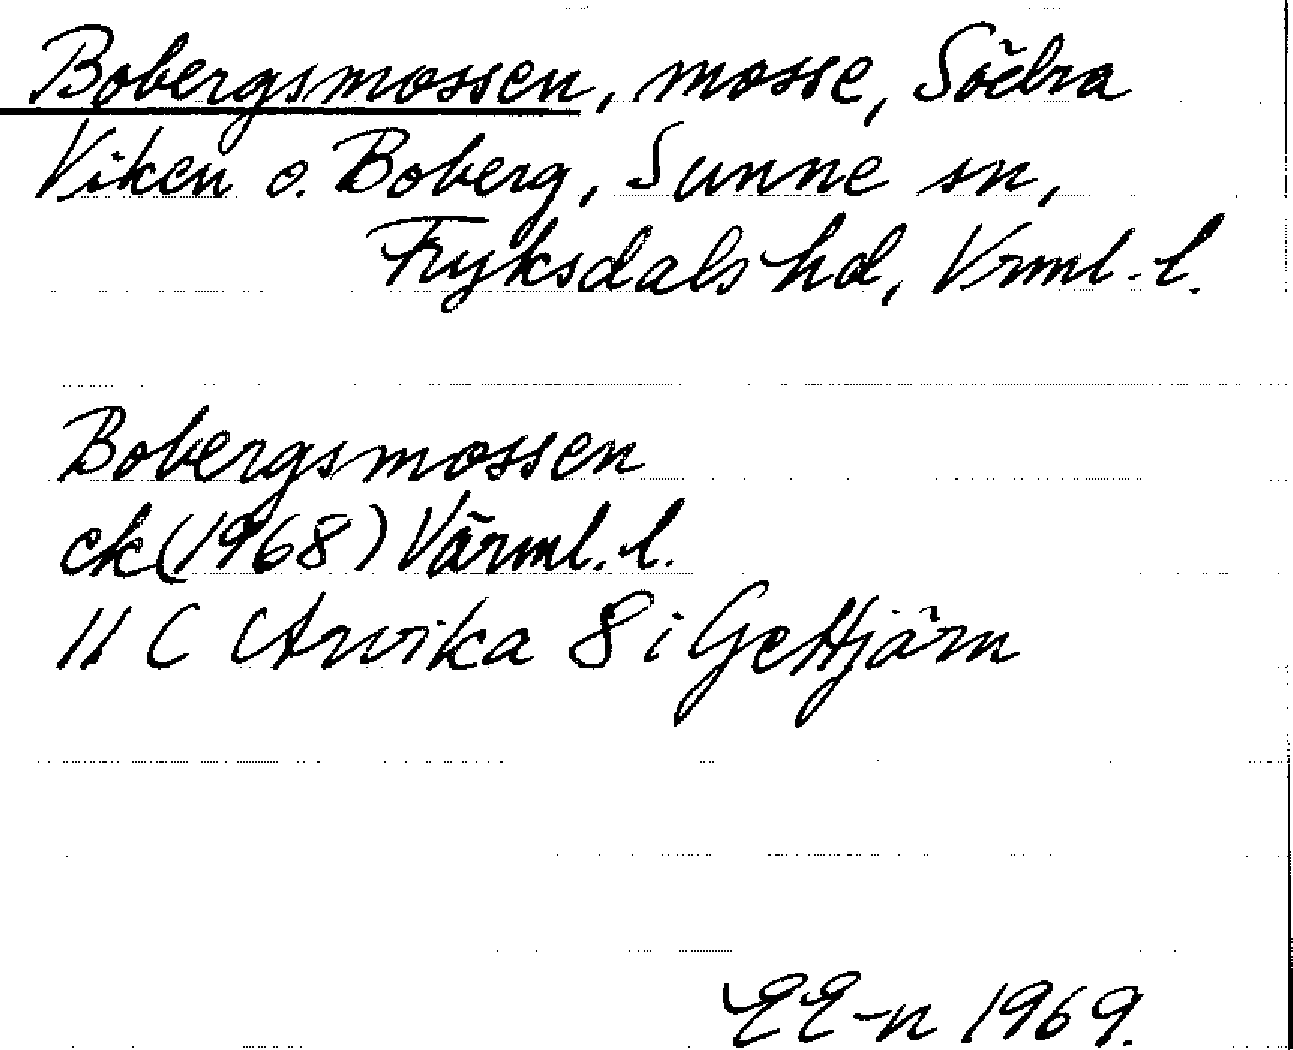 Bobergsmossen, mosse, Södra
Viken o. Boberg, Sunne sn,
Fryksdals hd, Vrml. l.
Bobergsmossen
ek (1968) Värml. l.
11 C Arvika 8 i Gettjärn
EE-n 1969.